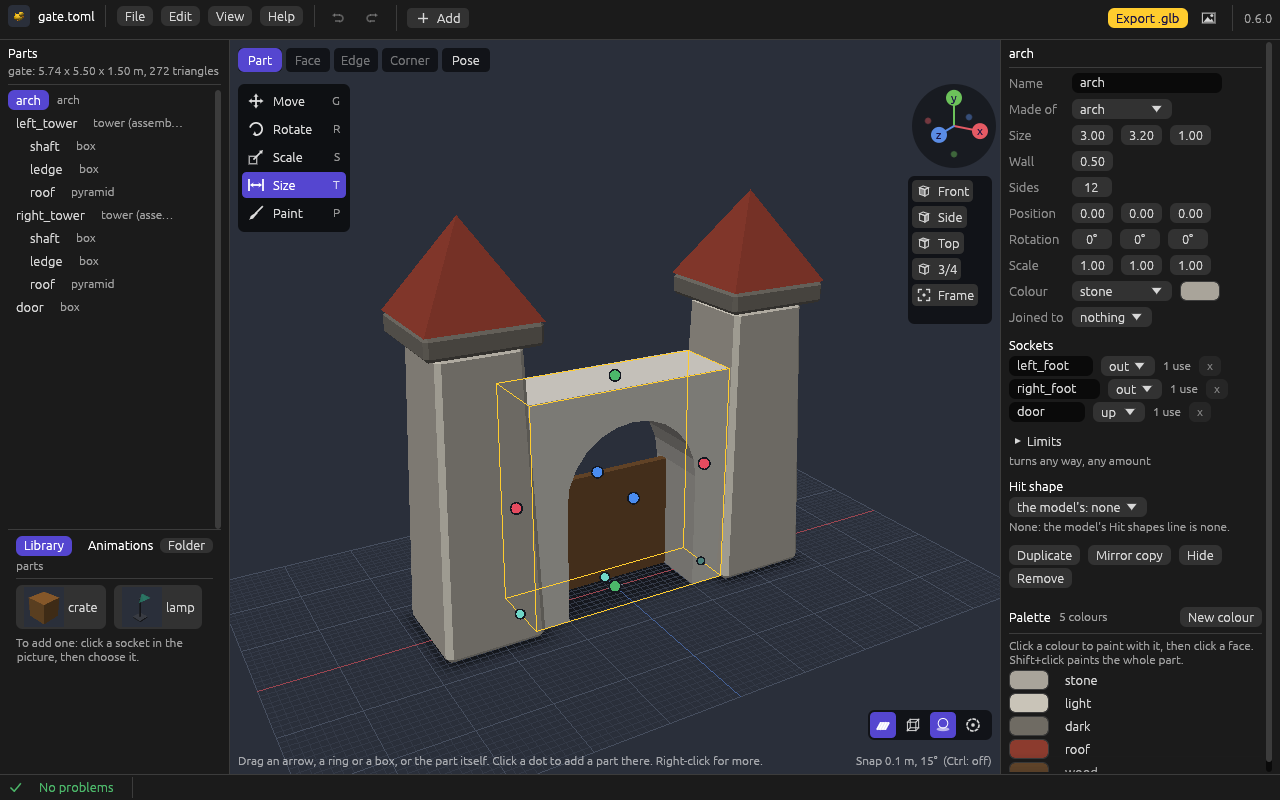 gate.toml File Edit View Help + Add Export .glb 0.6.0
Parts
gate: 5.74 x 5.50 x 1.50 m, 272 triangles
arch arch
left_tower tower (assemb…
shaft box
ledge box
roof pyramid
right_tower tower (asse…
shaft box
ledge box
roof pyramid
door box
Library Animations Folder
parts
crate lamp
To add one: click a socket in the
picture, then choose it.
Part Face Edge Corner Pose
Move G
Rotate R
Scale S
Size T
Paint P
y
x
z
Front
Side
Top
3/4
Frame
Drag an arrow, a ring or a box, or the part itself. Click a dot to add a part there. Right-click for more. Snap 0.1 m, 15° (Ctrl: off)
arch
Name arch
Made of arch
Size 3.00 3.20 1.00
Wall 0.50
Sides 12
Position 0.00 0.00 0.00
Rotation 0° 0° 0°
Scale 1.00 1.00 1.00
Colour stone
Joined to nothing
Sockets
left_foot out 1 use x
right_foot out 1 use x
door up 1 use x
Limits
turns any way, any amount
Hit shape
the model's: none
None: the model's Hit shapes line is none.
Duplicate Mirror copy Hide
Remove
Palette 5 colours New colour
Click a colour to paint with it, then click a face.
Shift+click paints the whole part.
stone
light
dark
roof
wood
No problems